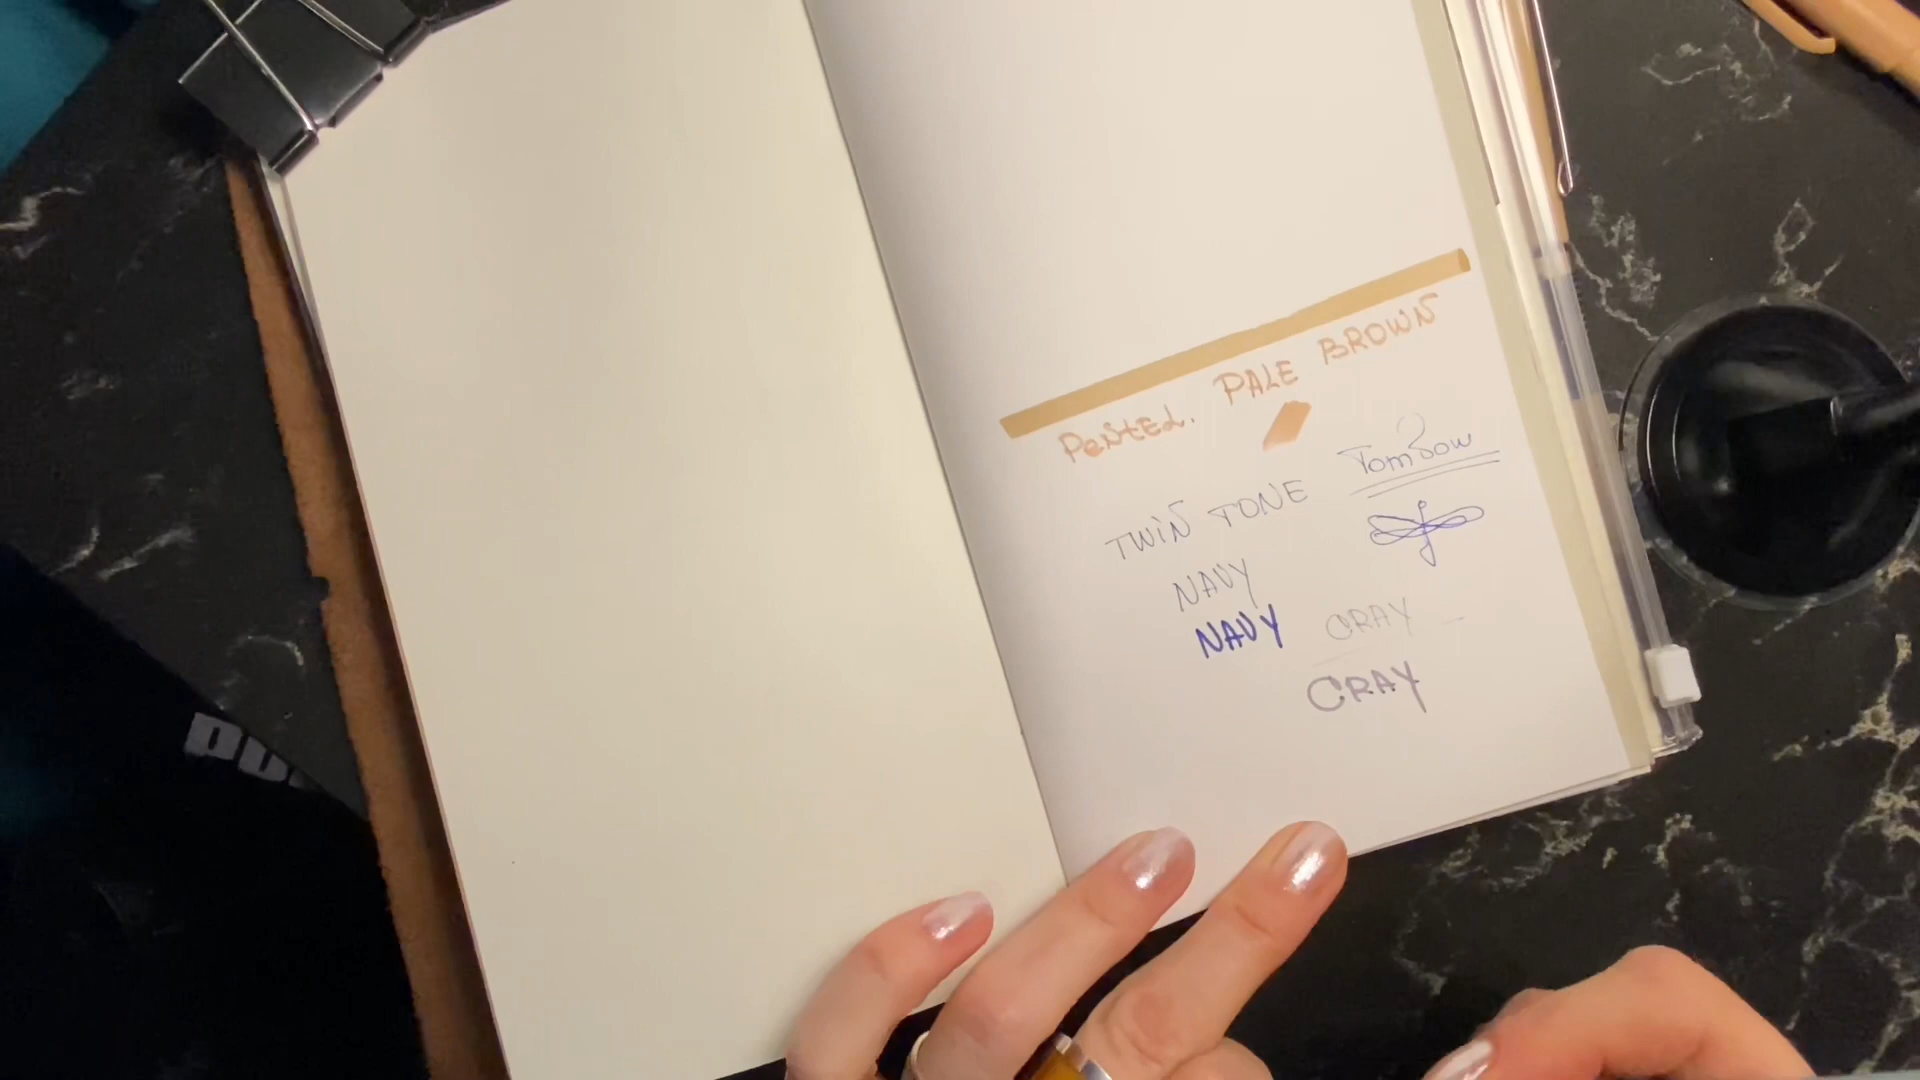 PENTEL. PALE BROWN
TomBow
TWiN TONE
NAVY
NAVY
GRAY
GRAY